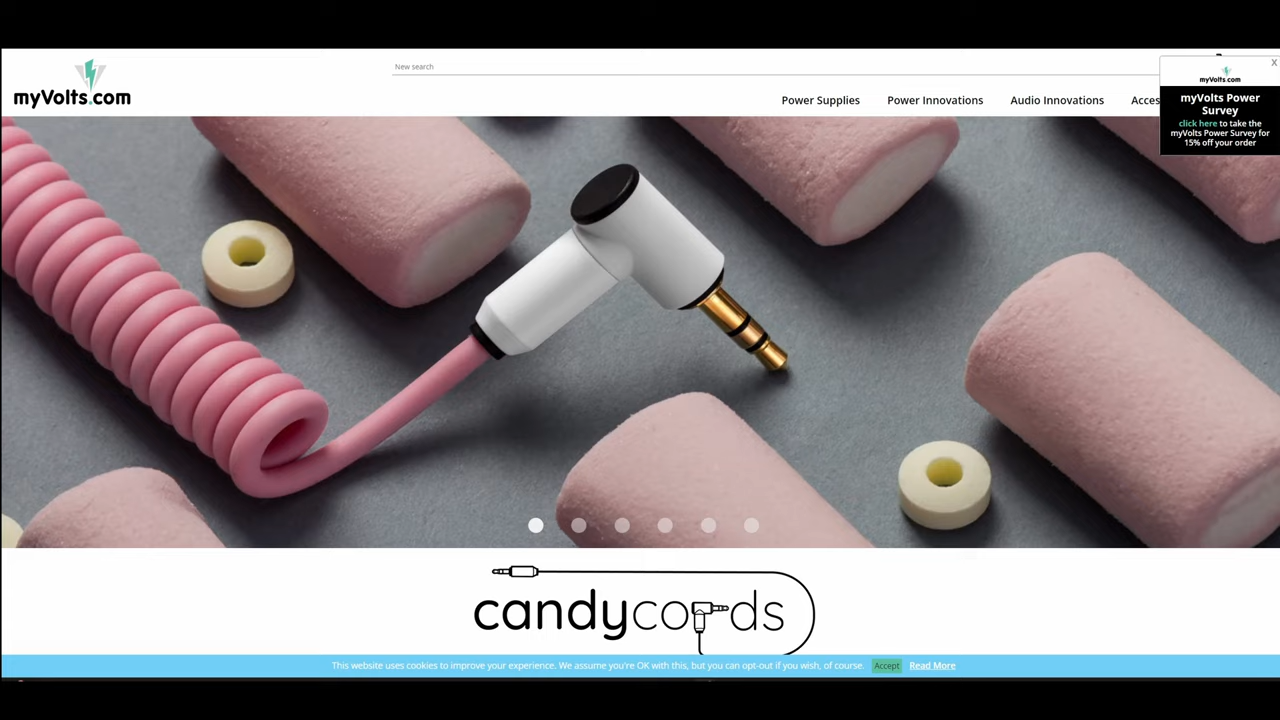 New search
myVolts.com
Power Supplies
Power Innovations
Audio Innovations
X
myVolts.com
myVolts Power
Survey
click here to take the
myVolts Power Survey for
15% off your order
candycords
This website uses cookies to improve your experience. We assume you're OK with this, but you can opt-out if you wish, of course.
Accept
Read More